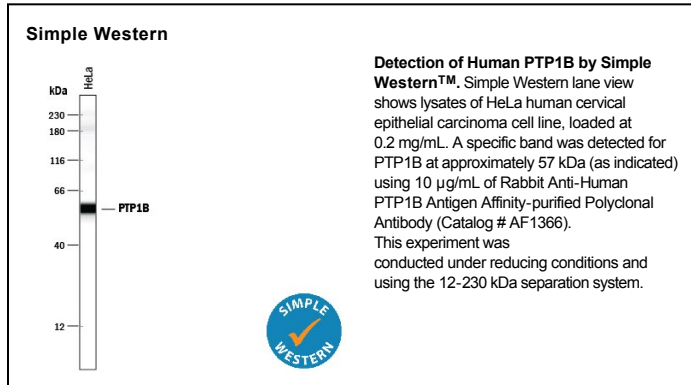 Simple Western
HeLa
kDa
230
180
116
66
PTP1B
40
12
SIMPLE
WESTERN
Detection of Human PTP1B by Simple
Western™. Simple Western lane view
shows lysates of HeLa human cervical
epithelial carcinoma cell line, loaded at
0.2 mg/mL. A specific band was detected for
PTP1B at approximately 57 kDa (as indicated)
using 10 µg/mL of Rabbit Anti-Human
PTP1B Antigen Affinity-purified Polyclonal
Antibody (Catalog # AF1366).
This experiment was
conducted under reducing conditions and
using the 12-230 kDa separation system.